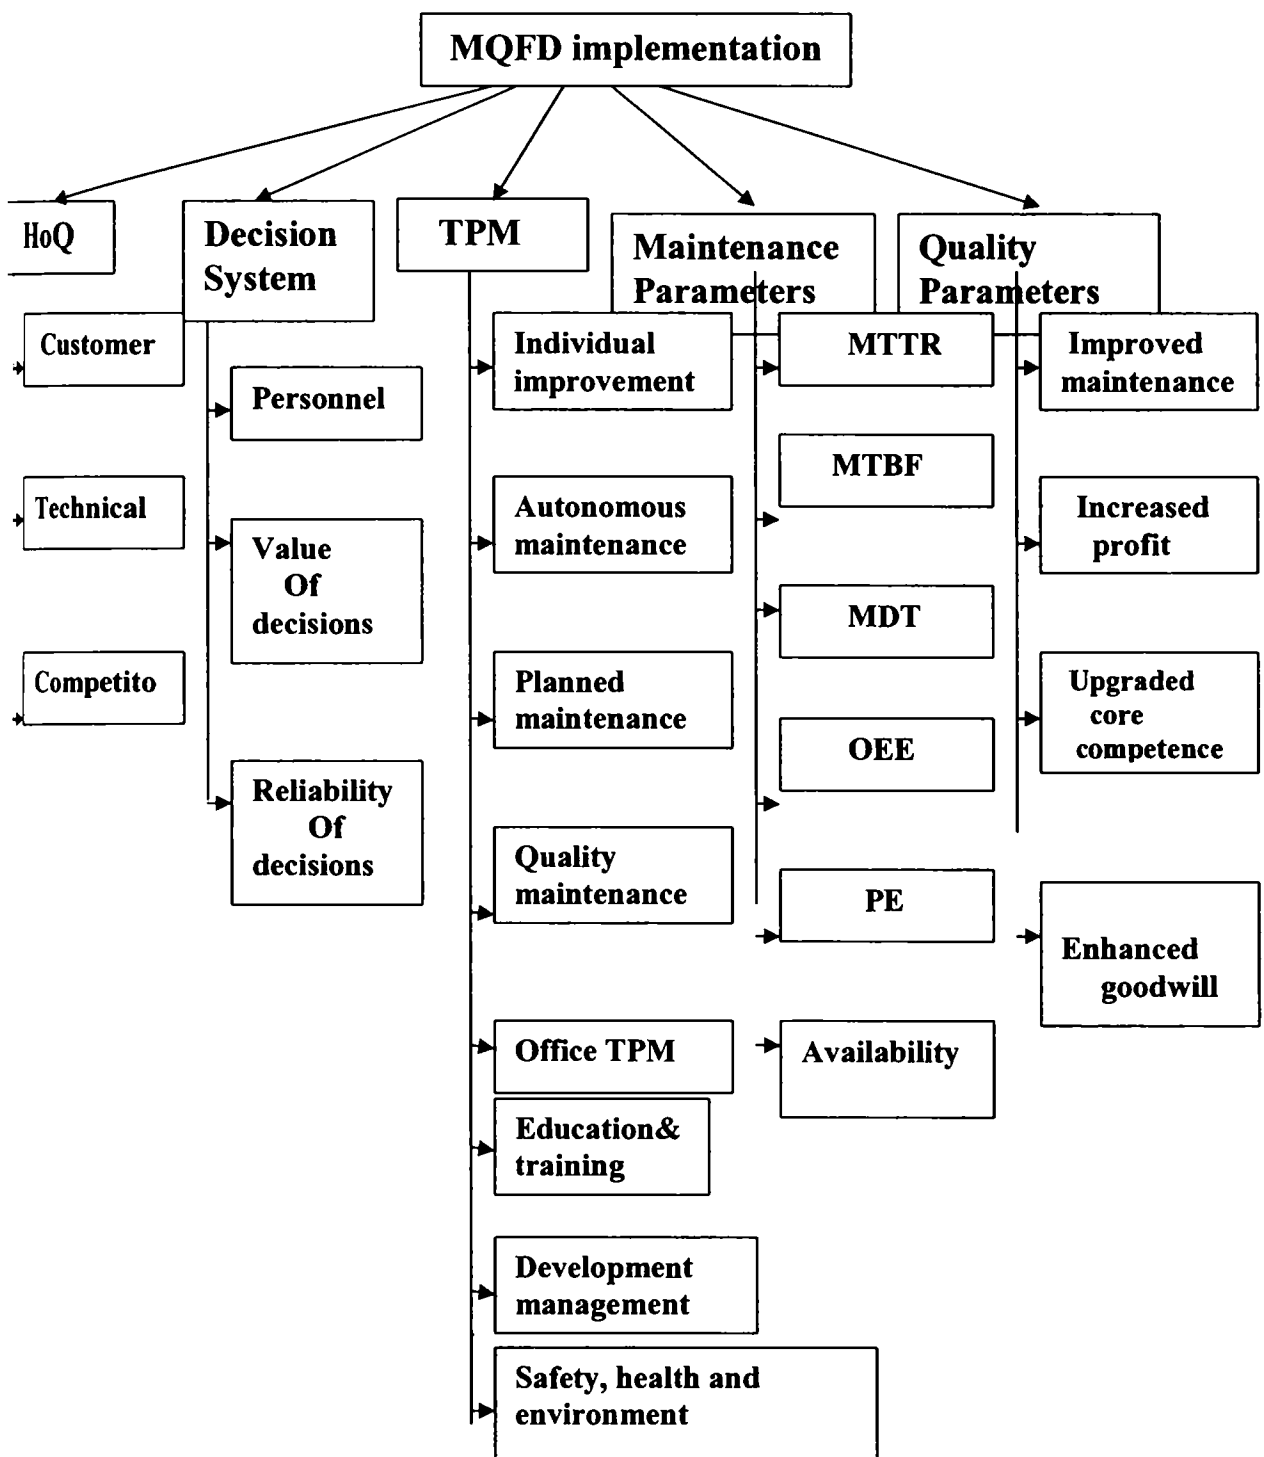 MQFD implementation
HoQ
Decision
System
TPM
Maintenance
Parameters
Quality
Parameters
Customer
Technical
Competito
Personnel
Value
Of
decisions
Reliability
Of
decisions
Individual
improvement
Autonomous
maintenance
Planned
maintenance
Quality
maintenance
Office TPM
Education&
training
Development
management
Safety, health and
environment
MTTR
MTBF
MDT
OEE
PE
Availability
Improved
maintenance
Increased
profit
Upgraded
core
competence
Enhanced
goodwill